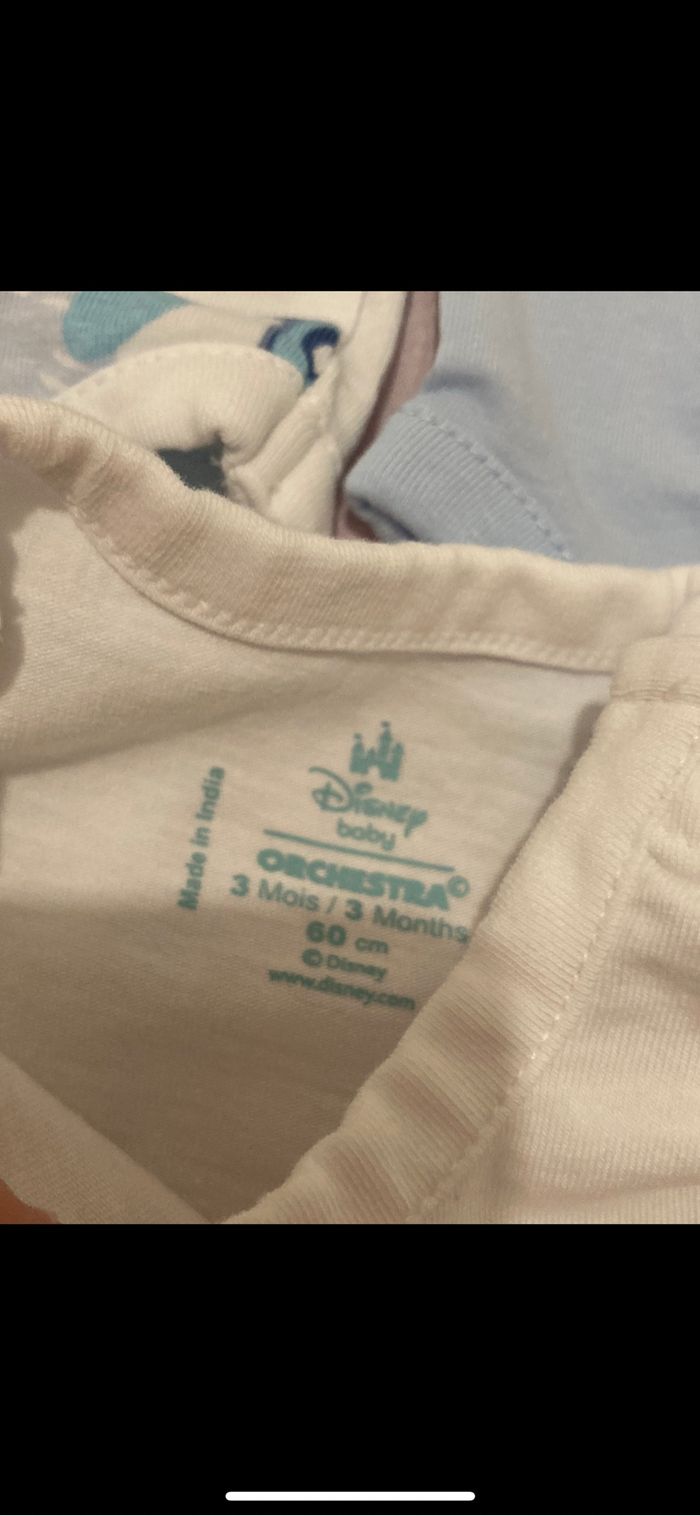 Made in India
Disney
baby
ORCHESTRA©
3 Mois / 3 Months
60 cm
© Disney
www.disney.com